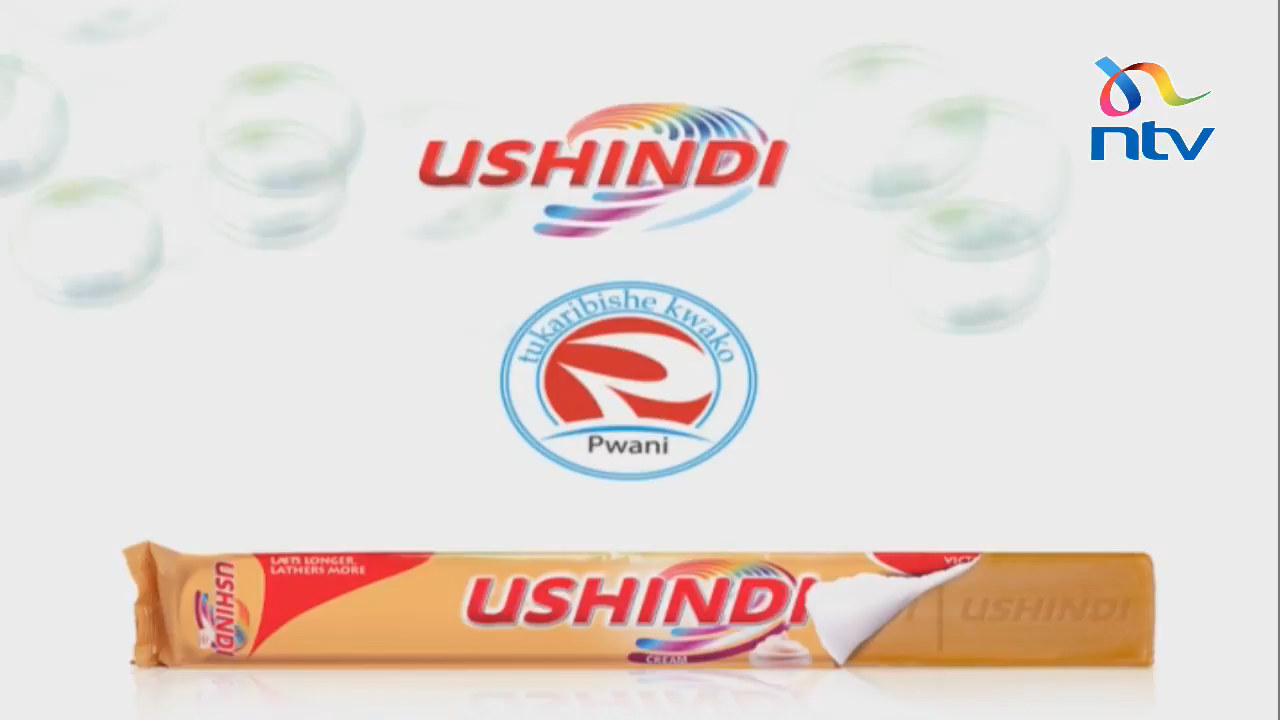 ntv
USHINDI
tukaribishe kwako
Pwani
USHINDI
LASTS LONGER,
LATHERS MORE
USHINDI
CREAM
USHINDI